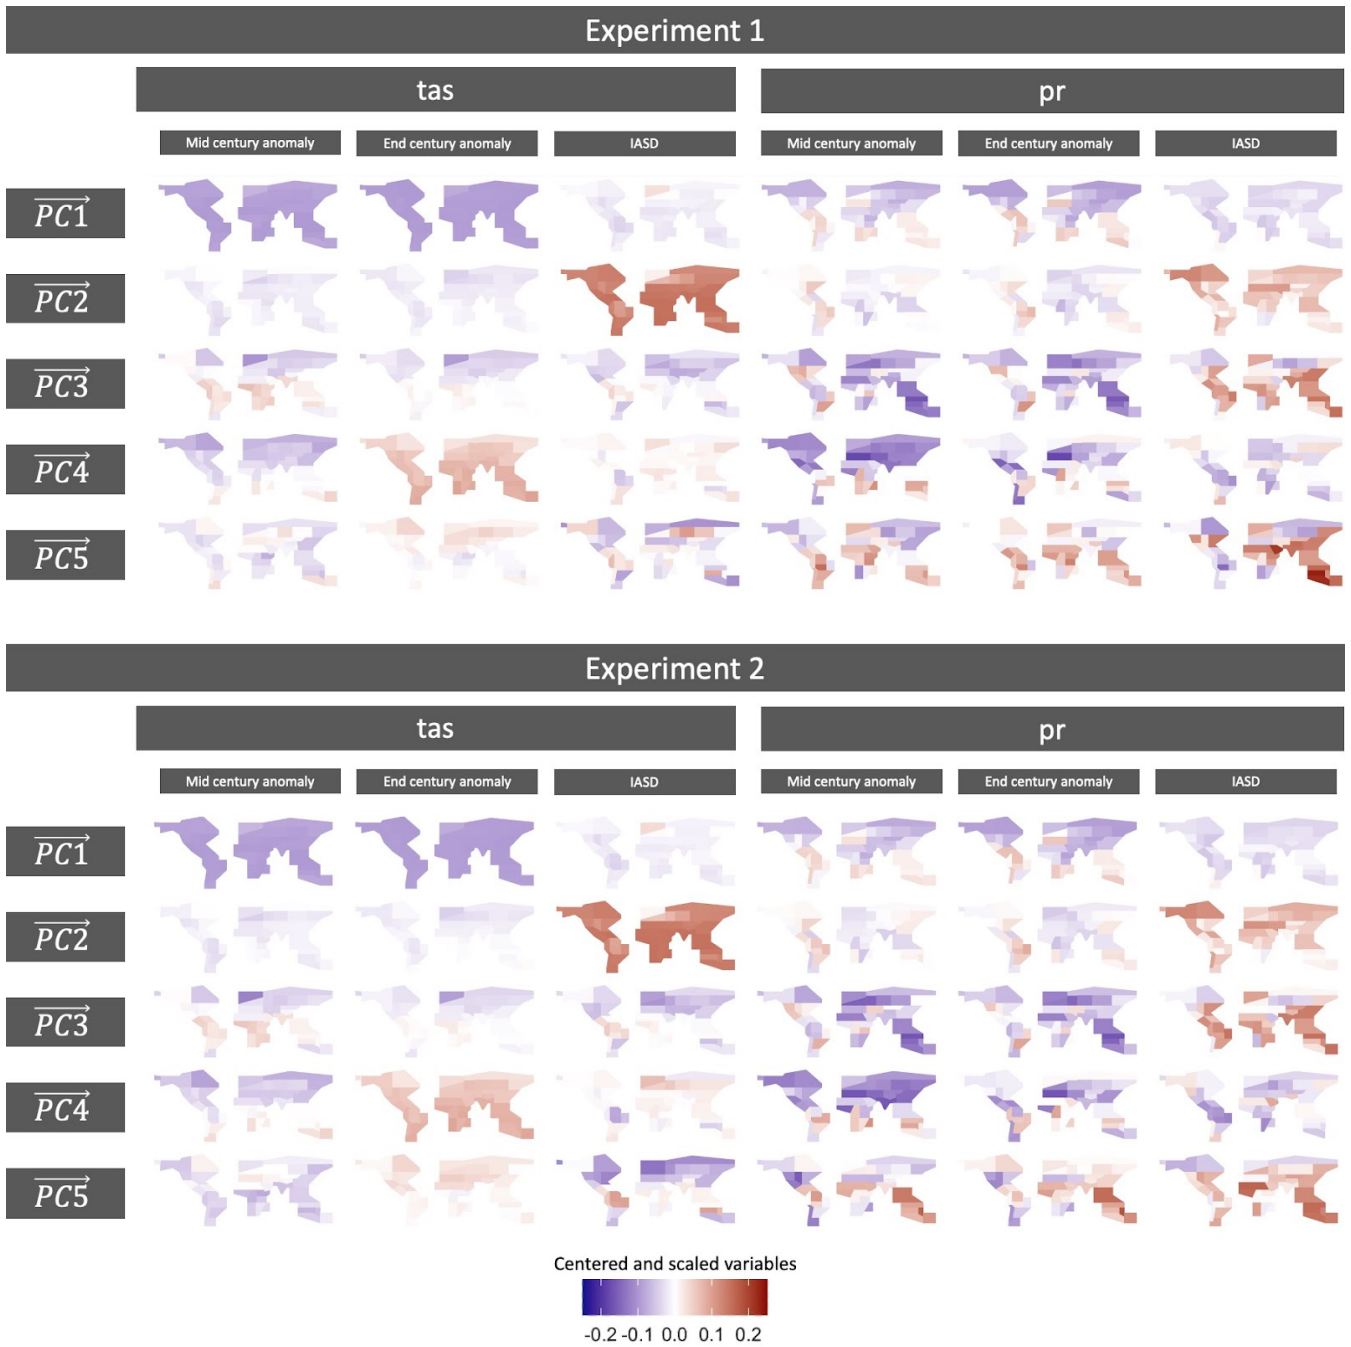 Experiment 1
tas pr
Mid century anomaly End century anomaly IASD Mid century anomaly End century anomaly IASD
PC1
PC2
PC3
PC4
PC5
Experiment 2
tas pr
Mid century anomaly End century anomaly IASD Mid century anomaly End century anomaly IASD
PC1
PC2
PC3
PC4
PC5
Centered and scaled variables
-0.2 -0.1 0.0 0.1 0.2